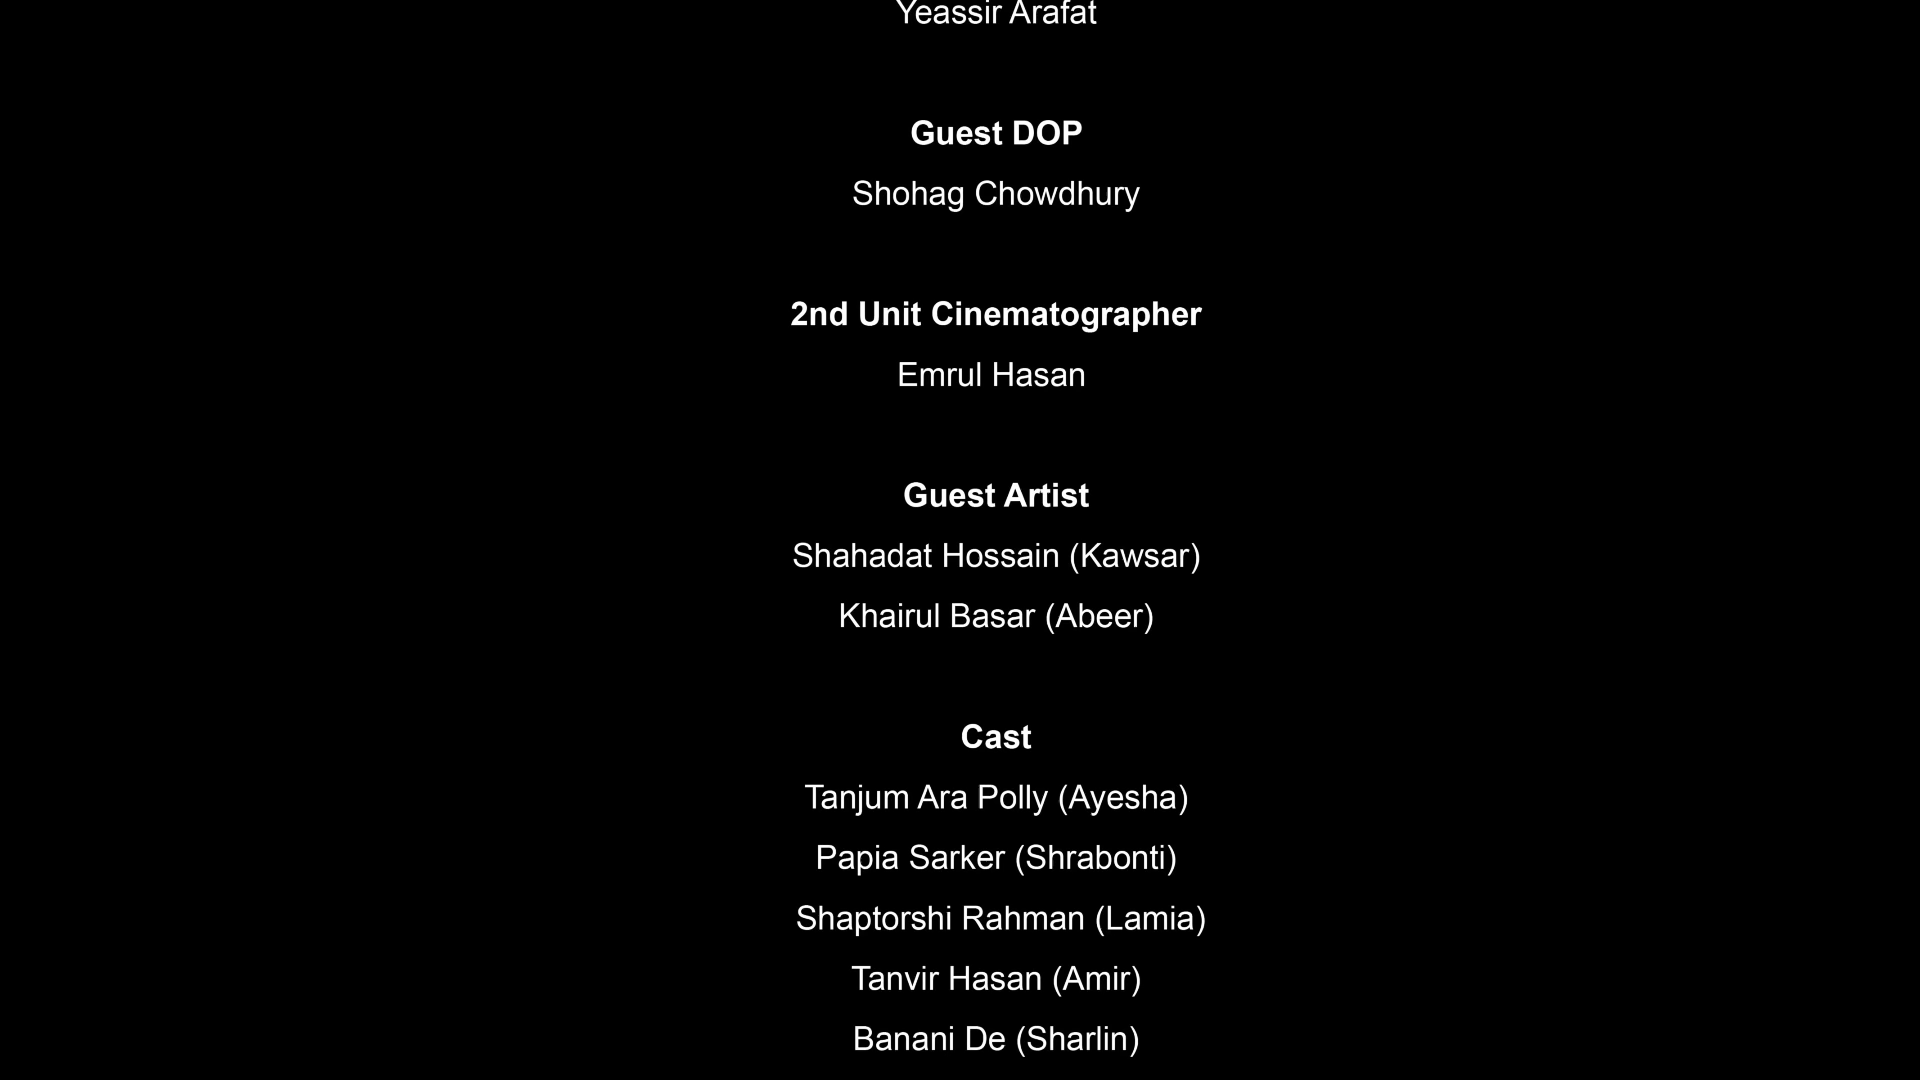 Yeassir Arafat
Guest DOP
Shohag Chowdhury
2nd Unit Cinematographer
Emrul Hasan
Guest Artist
Shahadat Hossain (Kawsar)
Khairul Basar (Abeer)
Cast
Tanjum Ara Polly (Ayesha)
Papia Sarker (Shrabonti)
Shaptorshi Rahman (Lamia)
Tanvir Hasan (Amir)
Banani De (Sharlin)